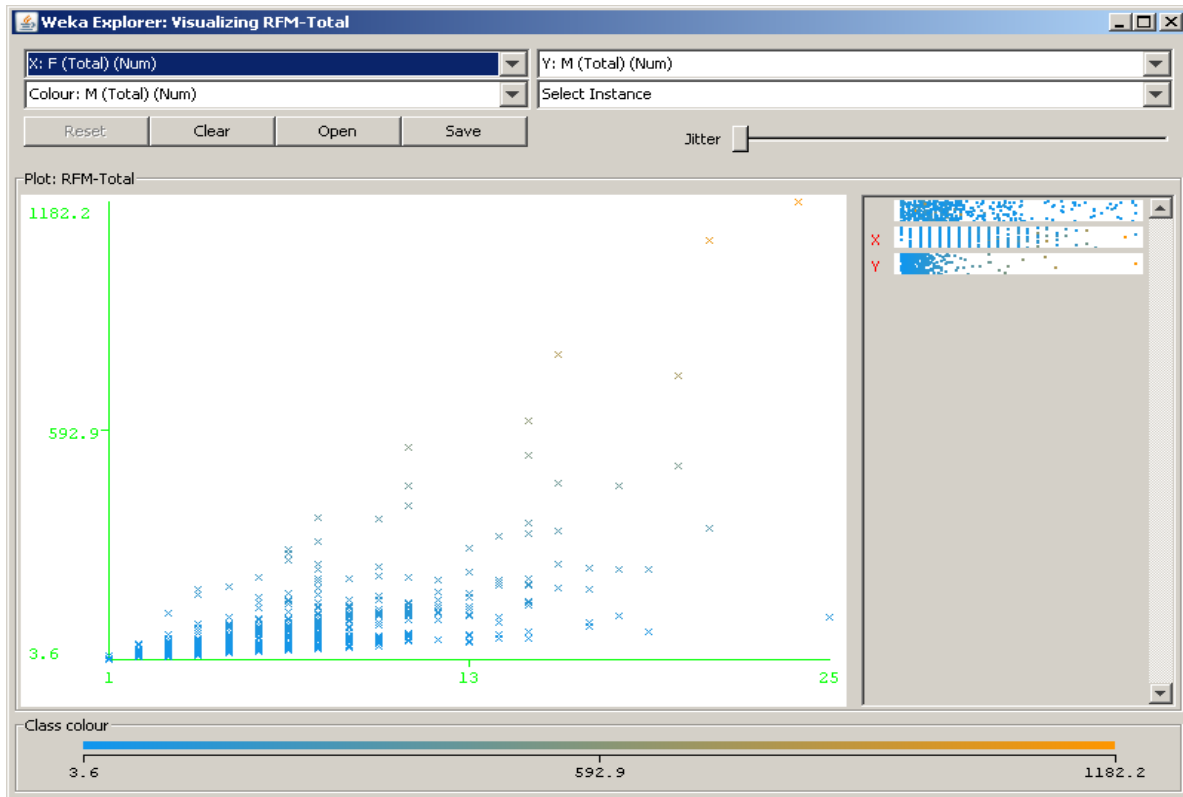 Weka Explorer: Visualizing RFM-Total
X: F (Total) (Num) Y: M (Total) (Num)
Colour: M (Total) (Num) Select Instance
Reset Clear Open Save Jitter
Plot: RFM-Total
1182.2
X
Y
592.9
3.6
1 13 25
Class colour
3.6 592.9 1182.2